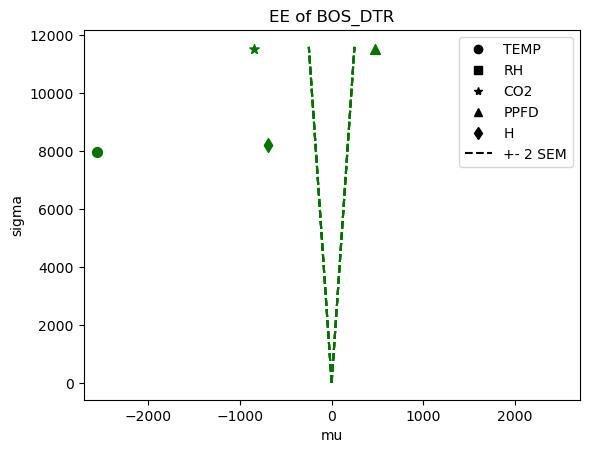 EE of BOS_DTR
12000
10000
8000
6000
4000
2000
0
sigma
−2000
−1000
0
1000
2000
mu
TEMP
RH
CO2
PPFD
H
+- 2 SEM